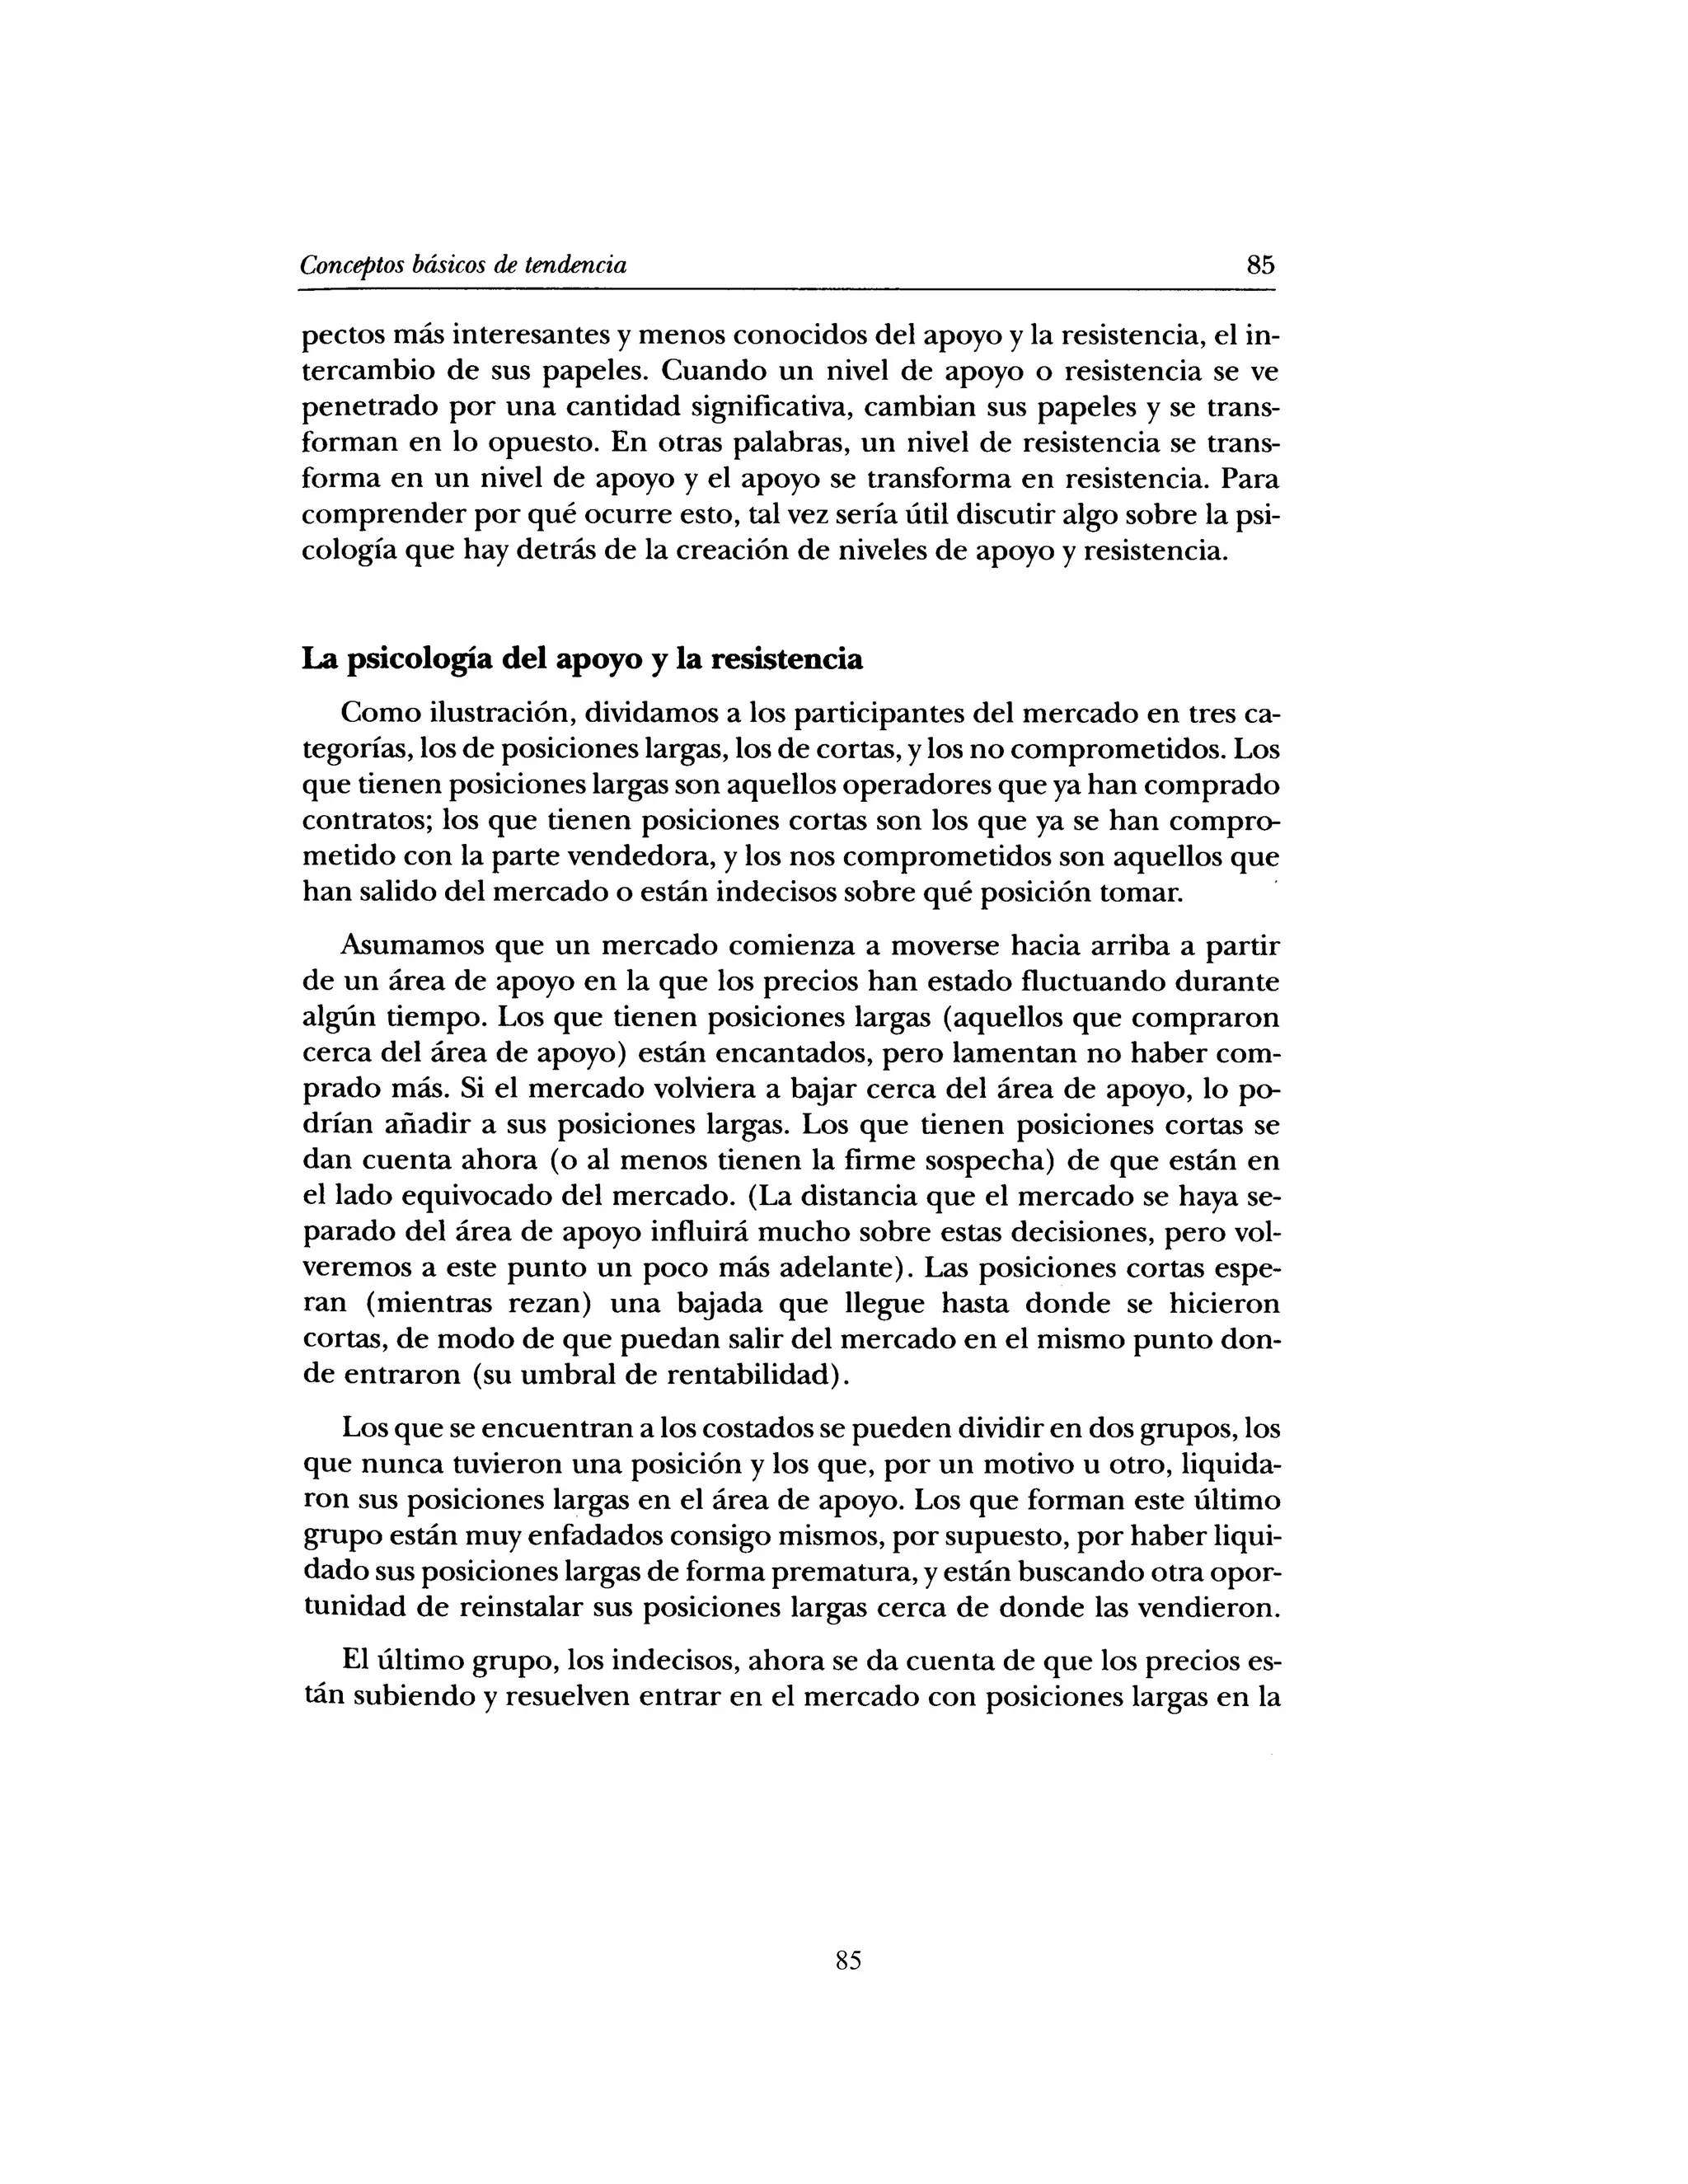 Conceptos básicos de tendencia 85
pectos más interesantes y menos conocidos del apoyo y la resistencia, el in-
tercambio de sus papeles. Cuando un nivel de apoyo o resistencia se ve
penetrado por una cantidad significativa, cambian sus papeles y se trans-
forman en lo opuesto. En otras palabras, un nivel de resistencia se trans-
forma en un nivel de apoyo y el apoyo se transforma en resistencia. Para
comprender por qué ocurre esto, tal vez sería útil discutir algo sobre la psi-
cología que hay detrás de la creación de niveles de apoyo y resistencia.
La psicología del apoyo y la resistencia
Como ilustración, dividamos a los participantes del mercado en tres ca-
tegorías, los de posiciones largas, los de cortas, y los no comprometidos. Los
que tienen posiciones largas son aquellos operadores que ya han comprado
contratos; los que tienen posiciones cortas son los que ya se han compro-
metido con la parte vendedora, y los nos comprometidos son aquellos que
han salido del mercado o están indecisos sobre qué posición tomar.
Asumamos que un mercado comienza a moverse hacia arriba a partir
de un área de apoyo en la que los precios han estado fluctuando durante
algún tiempo. Los que tienen posiciones largas (aquellos que compraron
cerca del área de apoyo) están encantados, pero lamentan no haber com-
prado más. Si el mercado volviera a bajar cerca del área de apoyo, lo po-
drían añadir a sus posiciones largas. Los que tienen posiciones cortas se
dan cuenta ahora (o al menos tienen la firme sospecha) de que están en
el lado equivocado del mercado. (La distancia que el mercado se haya se-
parado del área de apoyo influirá mucho sobre estas decisiones, pero vol-
veremos a este punto un poco más adelante). Las posiciones cortas espe-
ran (mientras rezan) una bajada que llegue hasta donde se hicieron
cortas, de modo de que puedan salir del mercado en el mismo punto don-
de entraron (su umbral de rentabilidad).
Los que se encuentran a los costados se pueden dividir en dos grupos, los
que nunca tuvieron una posición y los que, por un motivo u otro, liquida-
ron sus posiciones largas en el área de apoyo. Los que forman este último
grupo están muy enfadados consigo mismos, por supuesto, por haber liqui-
dado sus posiciones largas de forma prematura, y están buscando otra opor-
tunidad de reinstalar sus posiciones largas cerca de donde las vendieron.
El último grupo, los indecisos, ahora se da cuenta de que los precios es-
tán subiendo y resuelven entrar en el mercado con posiciones largas en la
85